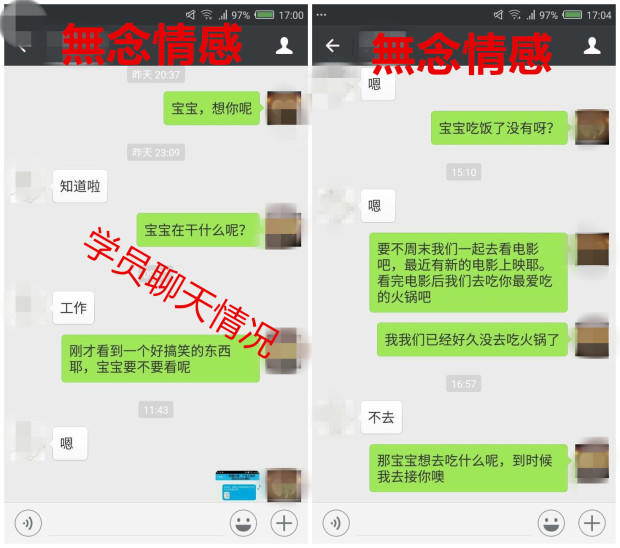 97% 17:00
無念情感
昨天 20:37
宝宝，想你呢
昨天 23:09
知道啦
宝宝在干什么呢？
学员聊天情况
工作
刚才看到一个好搞笑的东西
耶，宝宝要不要看呢
11:43
嗯
97% 17:04
無念情感
嗯
宝宝吃饭了没有呀？
15:10
嗯
要不周末我们一起去看电影
吧，最近有新的电影上映耶。
看完电影后我们去吃你最爱吃
的火锅吧
我我们已经好久没去吃火锅了
16:57
不去
那宝宝想去吃什么呢，到时候
我去接你噢